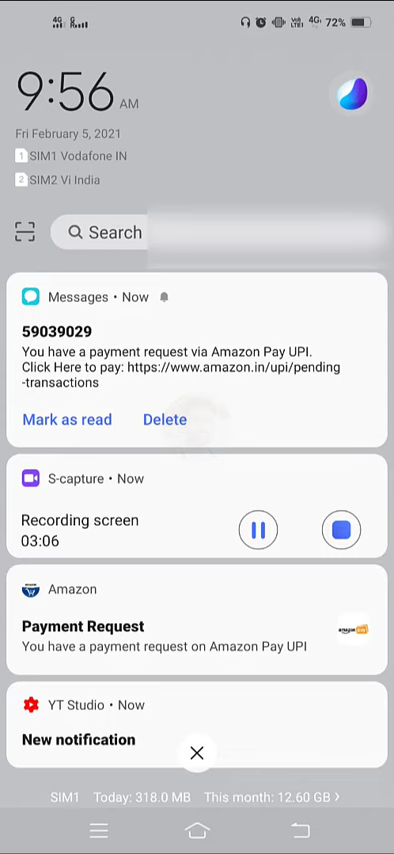 4G R 4G 72%
9:56 AM
Fri February 5, 2021
1 SIM1 Vodafone IN
2 SIM2 Vi India
Search
Messages • Now
59039029
You have a payment request via Amazon Pay UPI.
Click Here to pay: https://www.amazon.in/upi/pending
-transactions
Mark as read Delete
S-capture • Now
Recording screen
03:06
Amazon
Payment Request
You have a payment request on Amazon Pay UPI
YT Studio • Now
New notification
SIM1 Today: 318.0 MB This month: 12.60 GB >